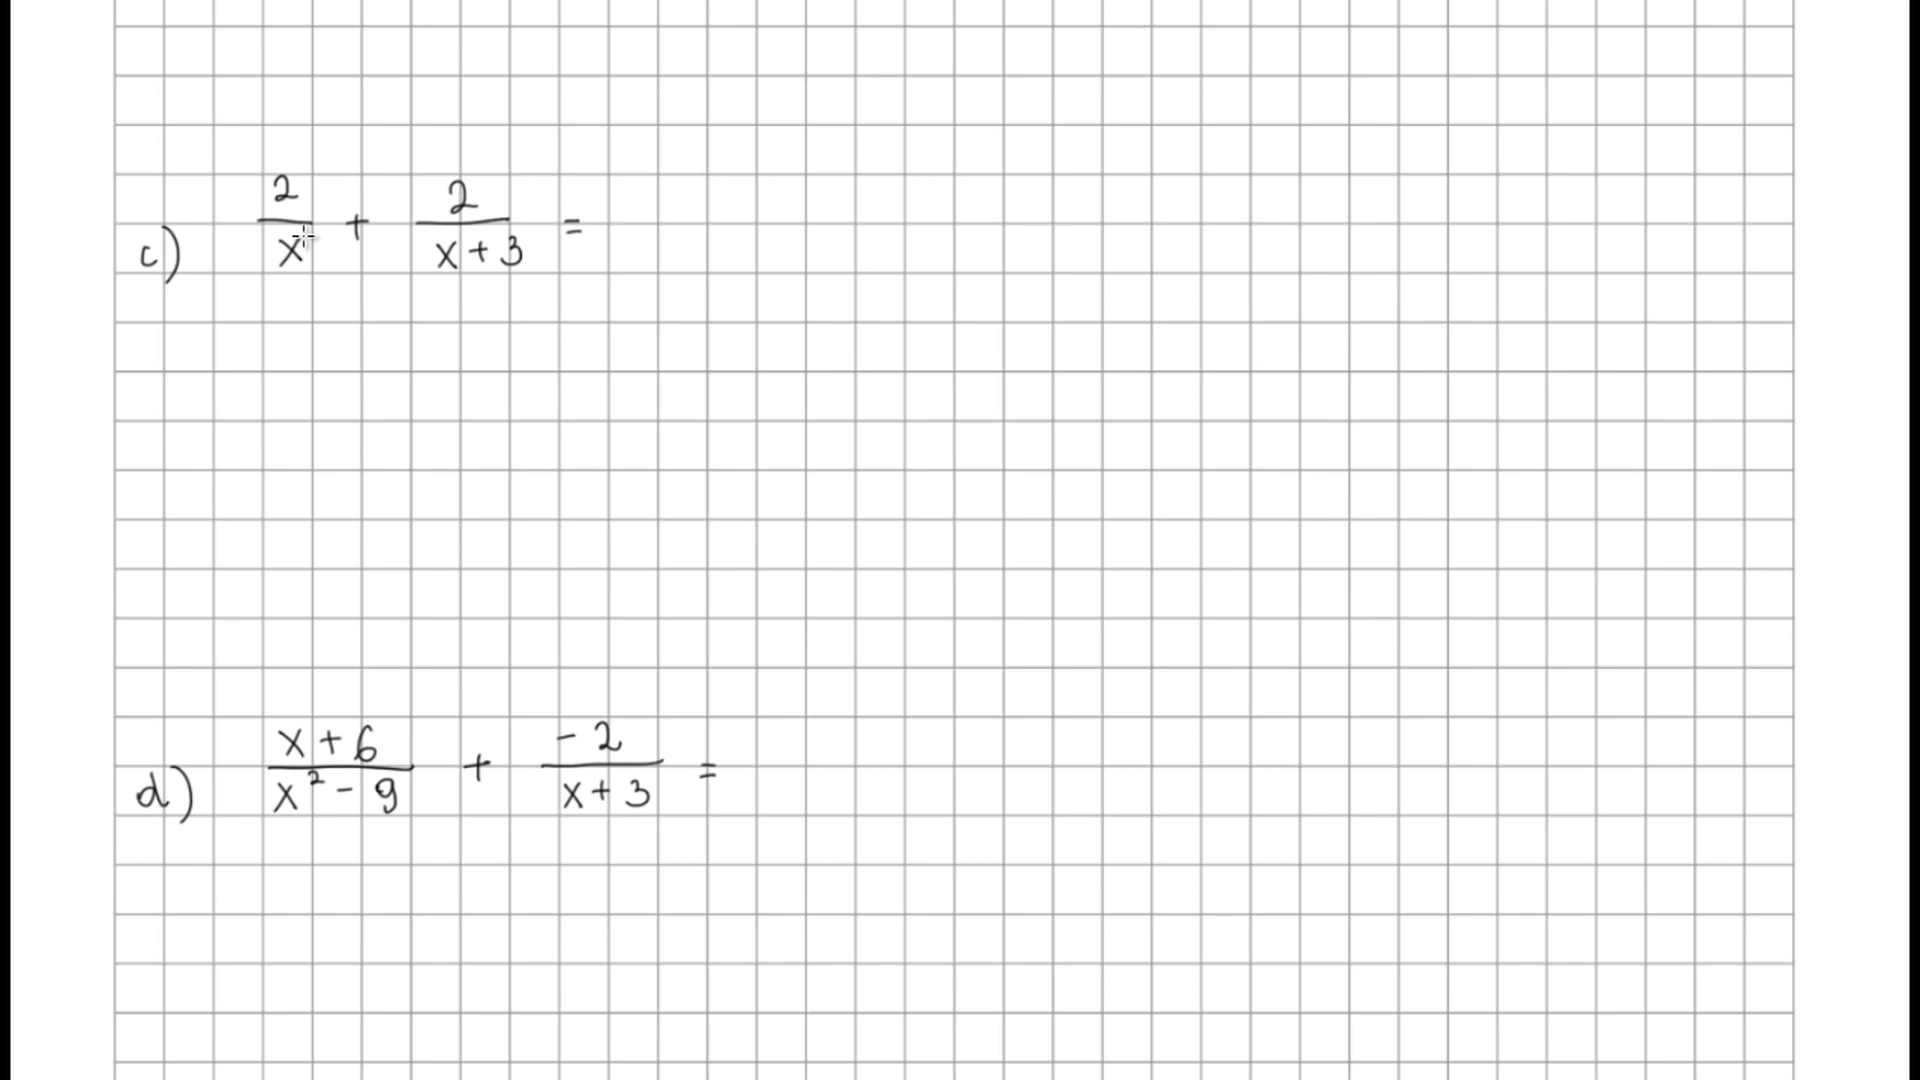 c) 2/x + 2/(x+3) =
d) (x+6)/(x²-9) + -2/(x+3) =